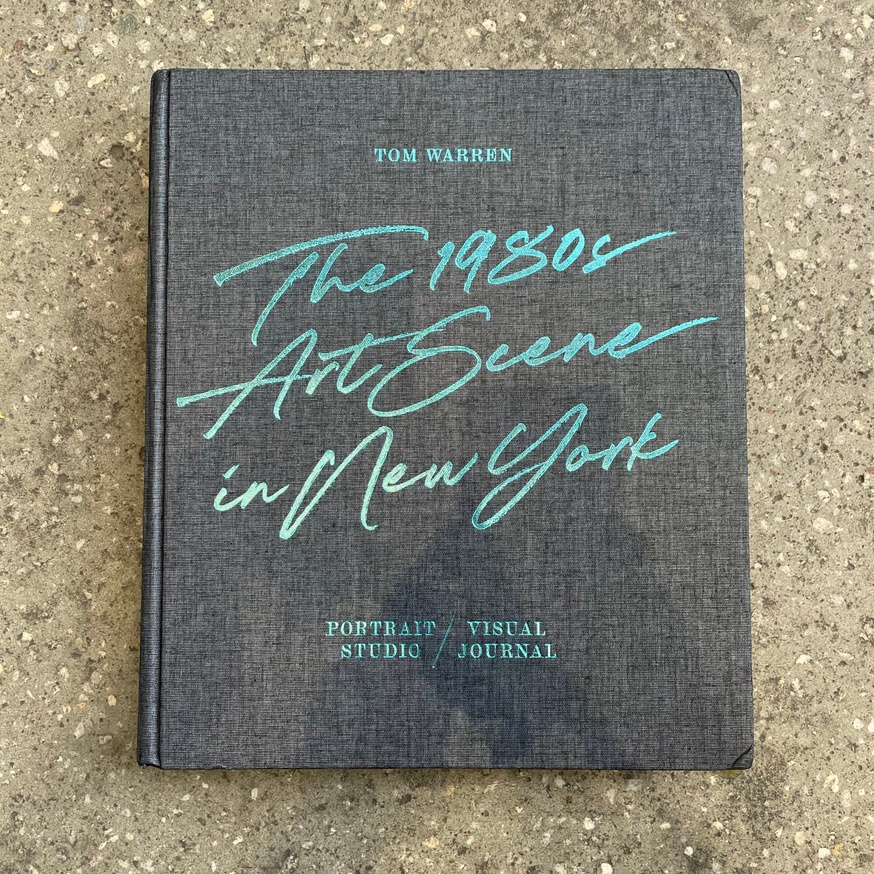 TOM WARREN
The 1980s
Art Scene
in New York
PORTRAIT / VISUAL
STUDIO / JOURNAL